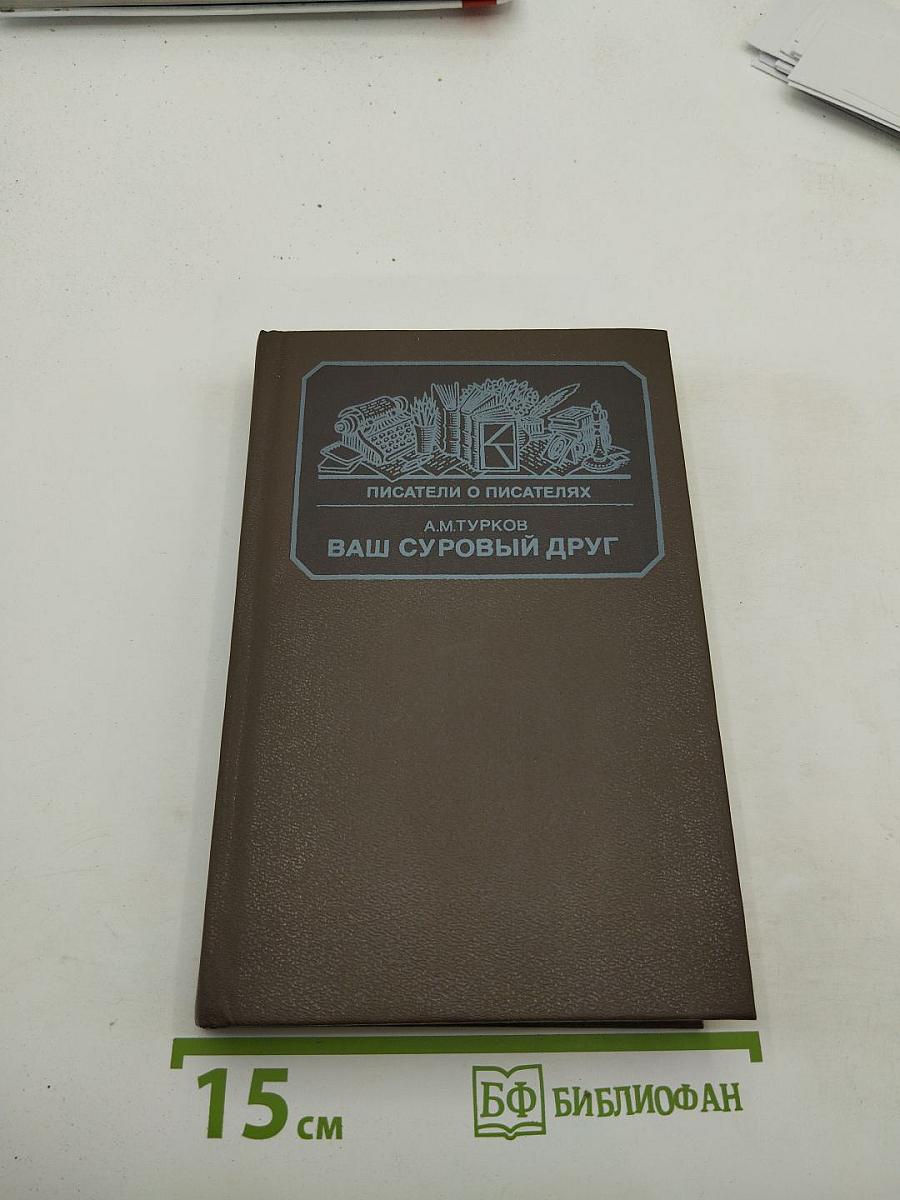 ПИСАТЕЛИ О ПИСАТЕЛЯХ
А.М.ТУРКОВ
ВАШ СУРОВЫЙ ДРУГ
15 см
БФ БИБЛИОФАН